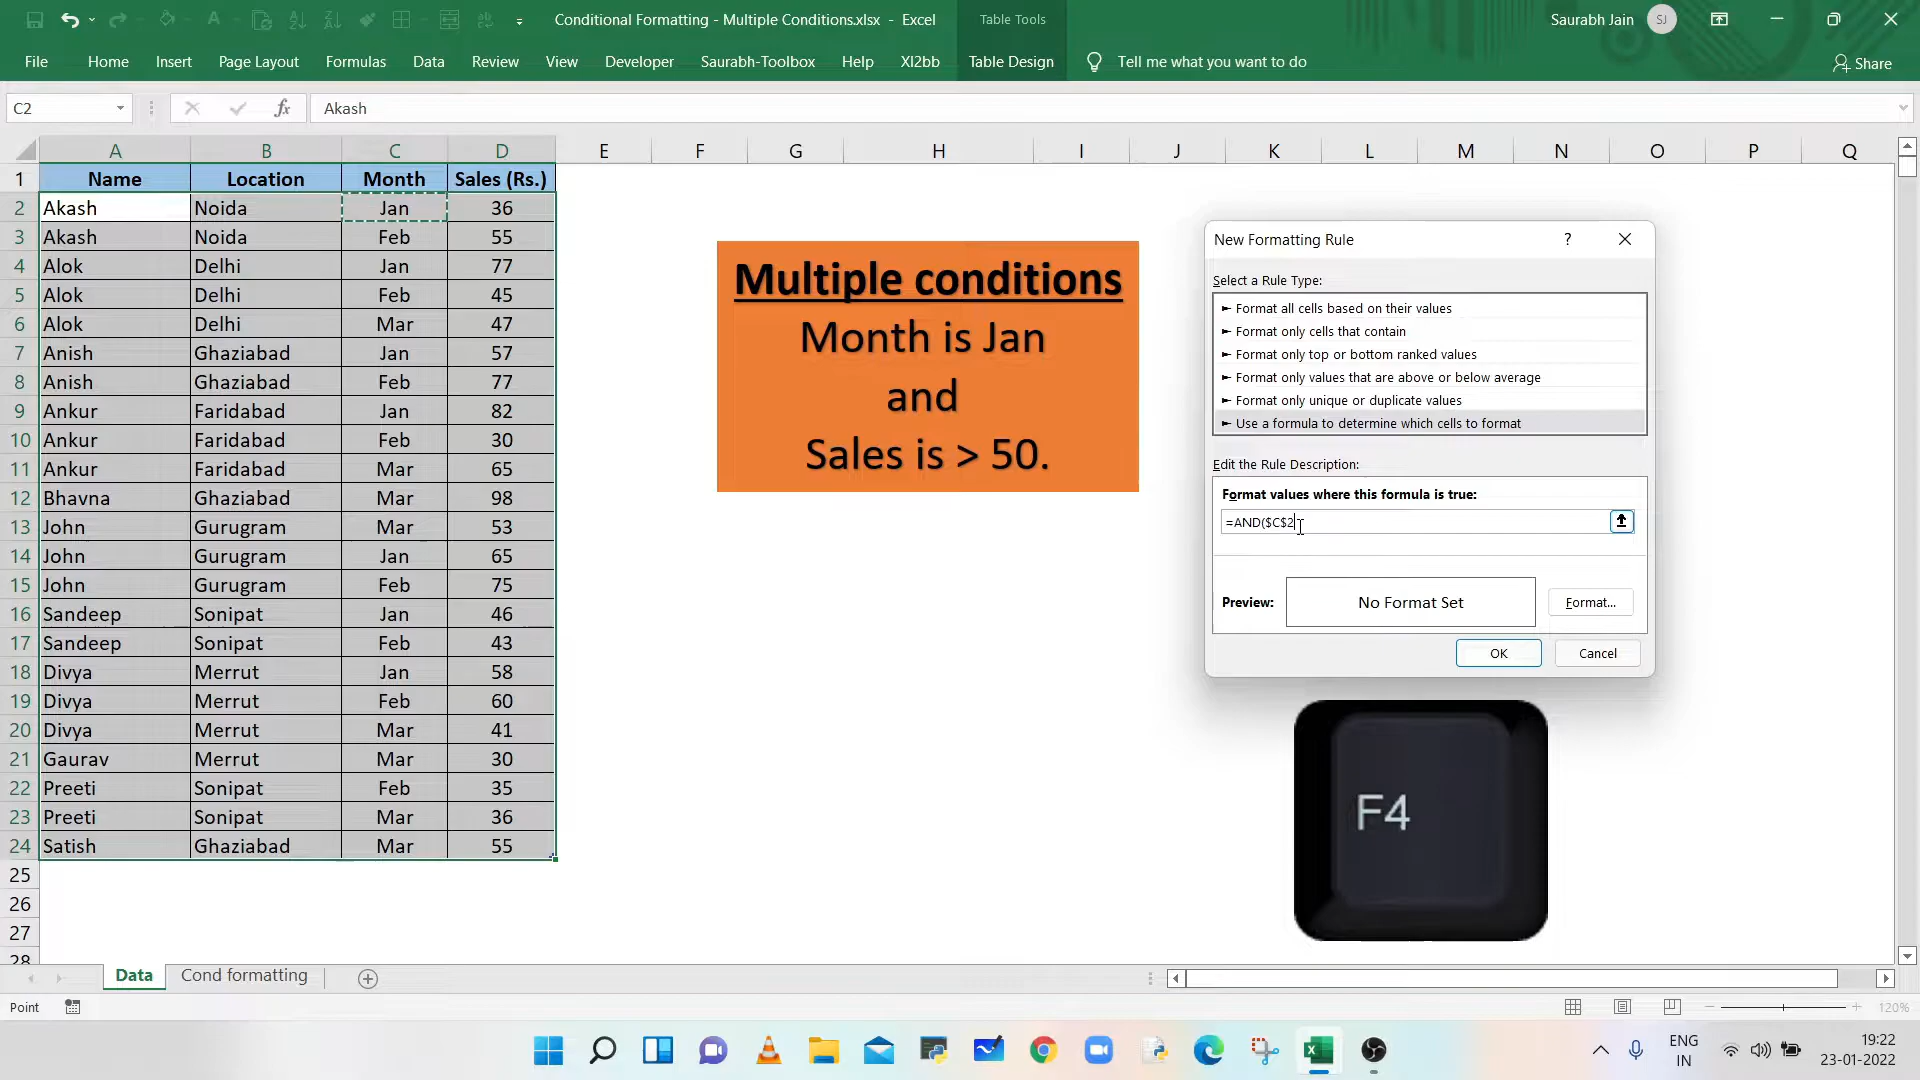 Conditional Formatting - Multiple Conditions.xlsx - Excel
Table Tools
Saurabh Jain
SJ
File Home Insert Page Layout Formulas Data Review View Developer Saurabh-Toolbox Help Xl2bb Table Design Tell me what you want to do Share
C2 fx Akash
A B C D E F G H I J K L M N O P Q
1 Name Location Month Sales (Rs.)
2 Akash Noida Jan 36
3 Akash Noida Feb 55
4 Alok Delhi Jan 77
5 Alok Delhi Feb 45
6 Alok Delhi Mar 47
7 Anish Ghaziabad Jan 57
8 Anish Ghaziabad Feb 77
9 Ankur Faridabad Jan 82
10 Ankur Faridabad Feb 30
11 Ankur Faridabad Mar 65
12 Bhavna Ghaziabad Mar 98
13 John Gurugram Mar 53
14 John Gurugram Jan 65
15 John Gurugram Feb 75
16 Sandeep Sonipat Jan 46
17 Sandeep Sonipat Feb 43
18 Divya Merrut Jan 58
19 Divya Merrut Feb 60
20 Divya Merrut Mar 41
21 Gaurav Merrut Mar 30
22 Preeti Sonipat Feb 35
23 Preeti Sonipat Mar 36
24 Satish Ghaziabad Mar 55
25
26
27
28
Multiple conditions
Month is Jan
and
Sales is > 50.
New Formatting Rule ?
Select a Rule Type:
► Format all cells based on their values
► Format only cells that contain
► Format only top or bottom ranked values
► Format only values that are above or below average
► Format only unique or duplicate values
► Use a formula to determine which cells to format
Edit the Rule Description:
Format values where this formula is true:
=AND($C$2
Preview: No Format Set Format...
OK Cancel
F4
Data Cond formatting
Point
120%
ENG
IN
19:22
23-01-2022